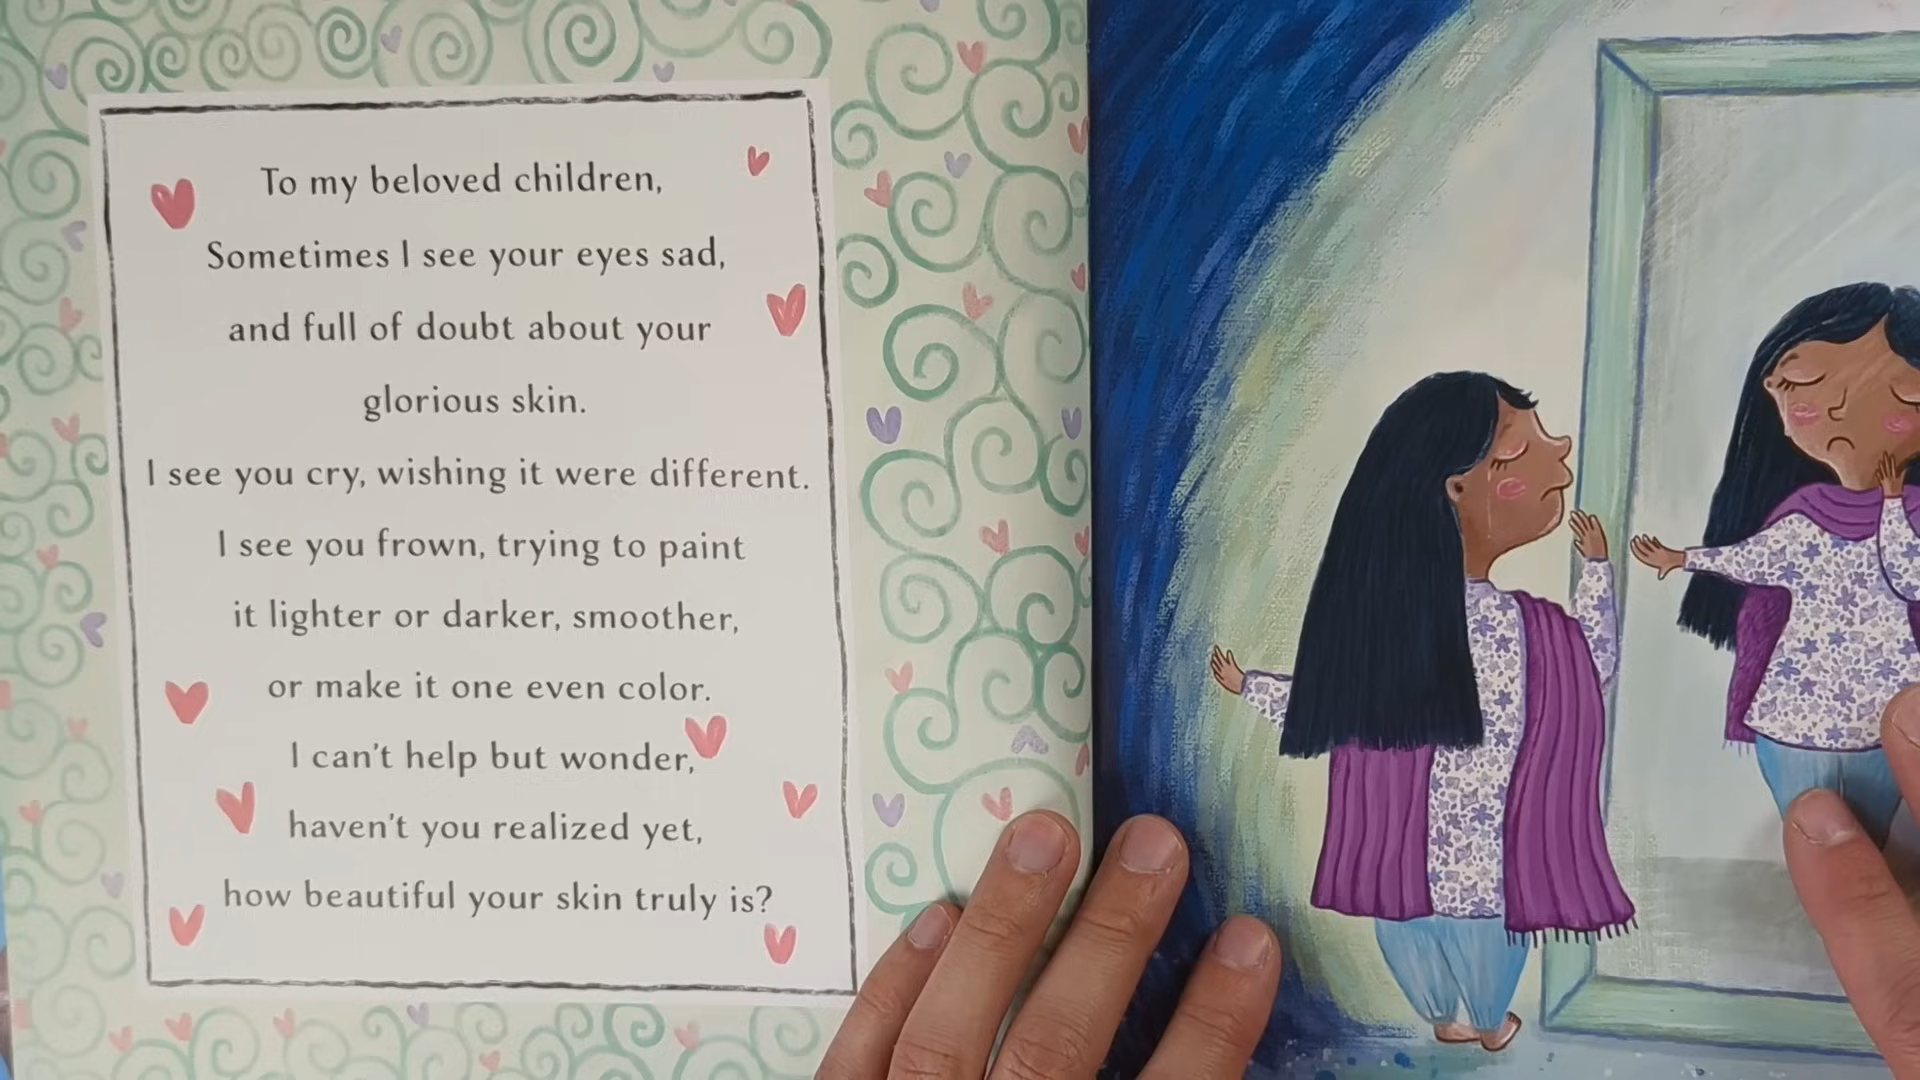 To my beloved children,
Sometimes I see your eyes sad,
and full of doubt about your
glorious skin.
I see you cry, wishing it were different.
I see you frown, trying to paint
it lighter or darker, smoother,
or make it one even color.
I can't help but wonder,
haven't you realized yet,
how beautiful your skin truly is?